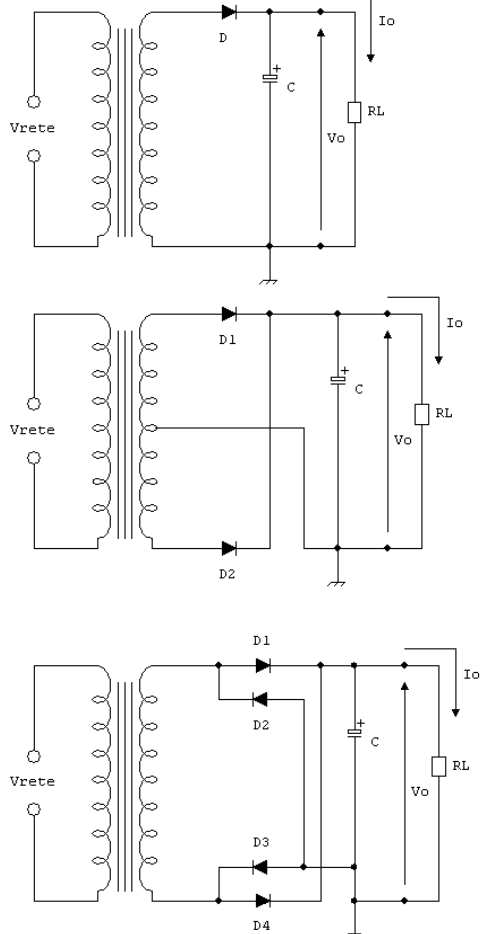 Io
D
+
C
RL
Vrete
Vo
Io
D1
+
C
RL
Vrete
Vo
D2
D1
Io
D2
+
C
RL
Vrete
Vo
D3
D4